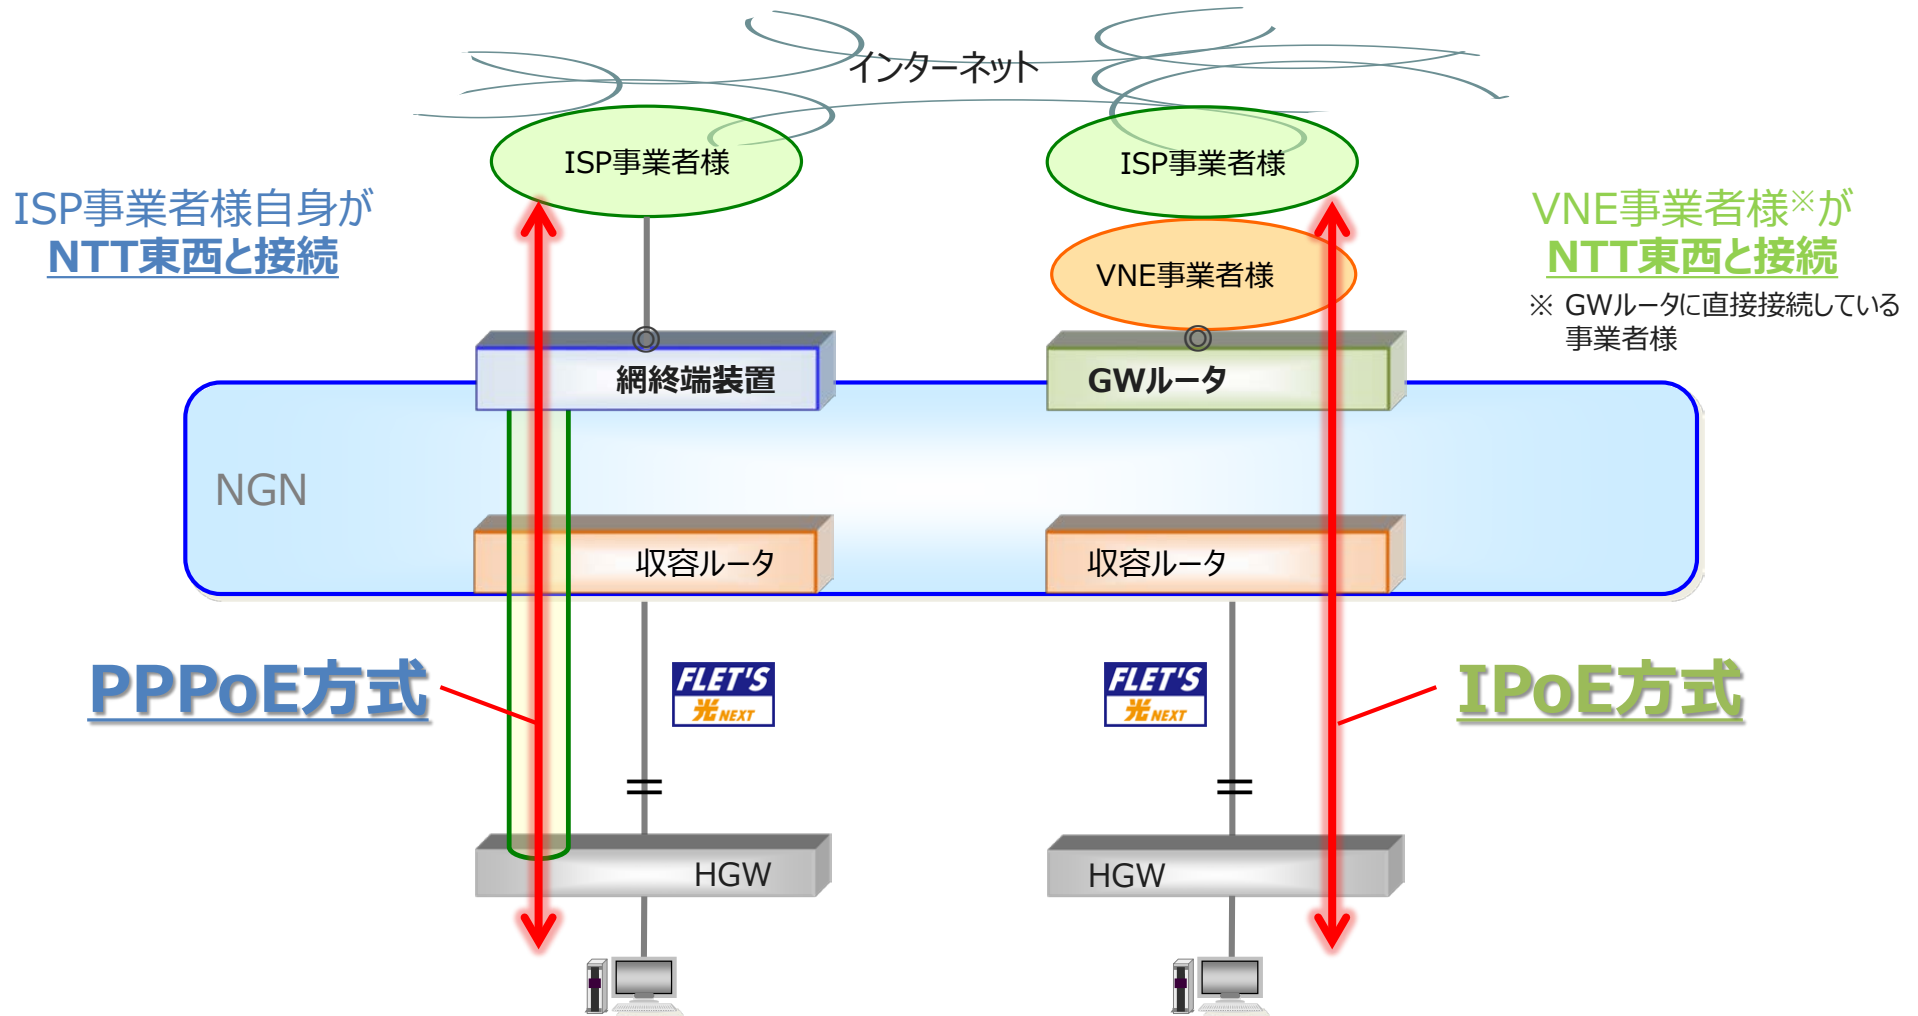 インターネット
ISP事業者様
ISP事業者様
ISP事業者様自身が
NTT東西と接続
VNE事業者様※が
NTT東西と接続
※ GWルータに直接接続している
事業者様
VNE事業者様
網終端装置
GWルータ
NGN
収容ルータ
収容ルータ
PPPoE方式
FLET'S
光NEXT
FLET'S
光NEXT
IPoE方式
HGW
HGW